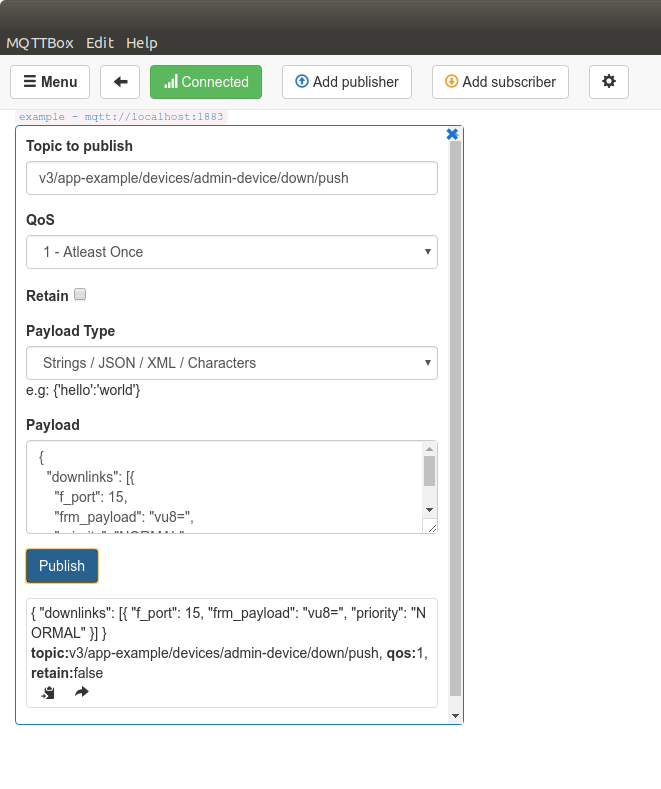 MQTTBox Edit Help
Menu Connected Add publisher Add subscriber
example - mqtt://localhost:1883
Topic to publish
v3/app-example/devices/admin-device/down/push
QoS
1 - Atleast Once
Retain
Payload Type
Strings / JSON / XML / Characters
e.g: {'hello':'world'}
Payload
{
"downlinks": [{
"f_port": 15,
"frm_payload": "vu8=",
"priority": "NORMAL"
Publish
{ "downlinks": [{ "f_port": 15, "frm_payload": "vu8=", "priority": "N
ORMAL" }] }
topic:v3/app-example/devices/admin-device/down/push, qos:1,
retain:false